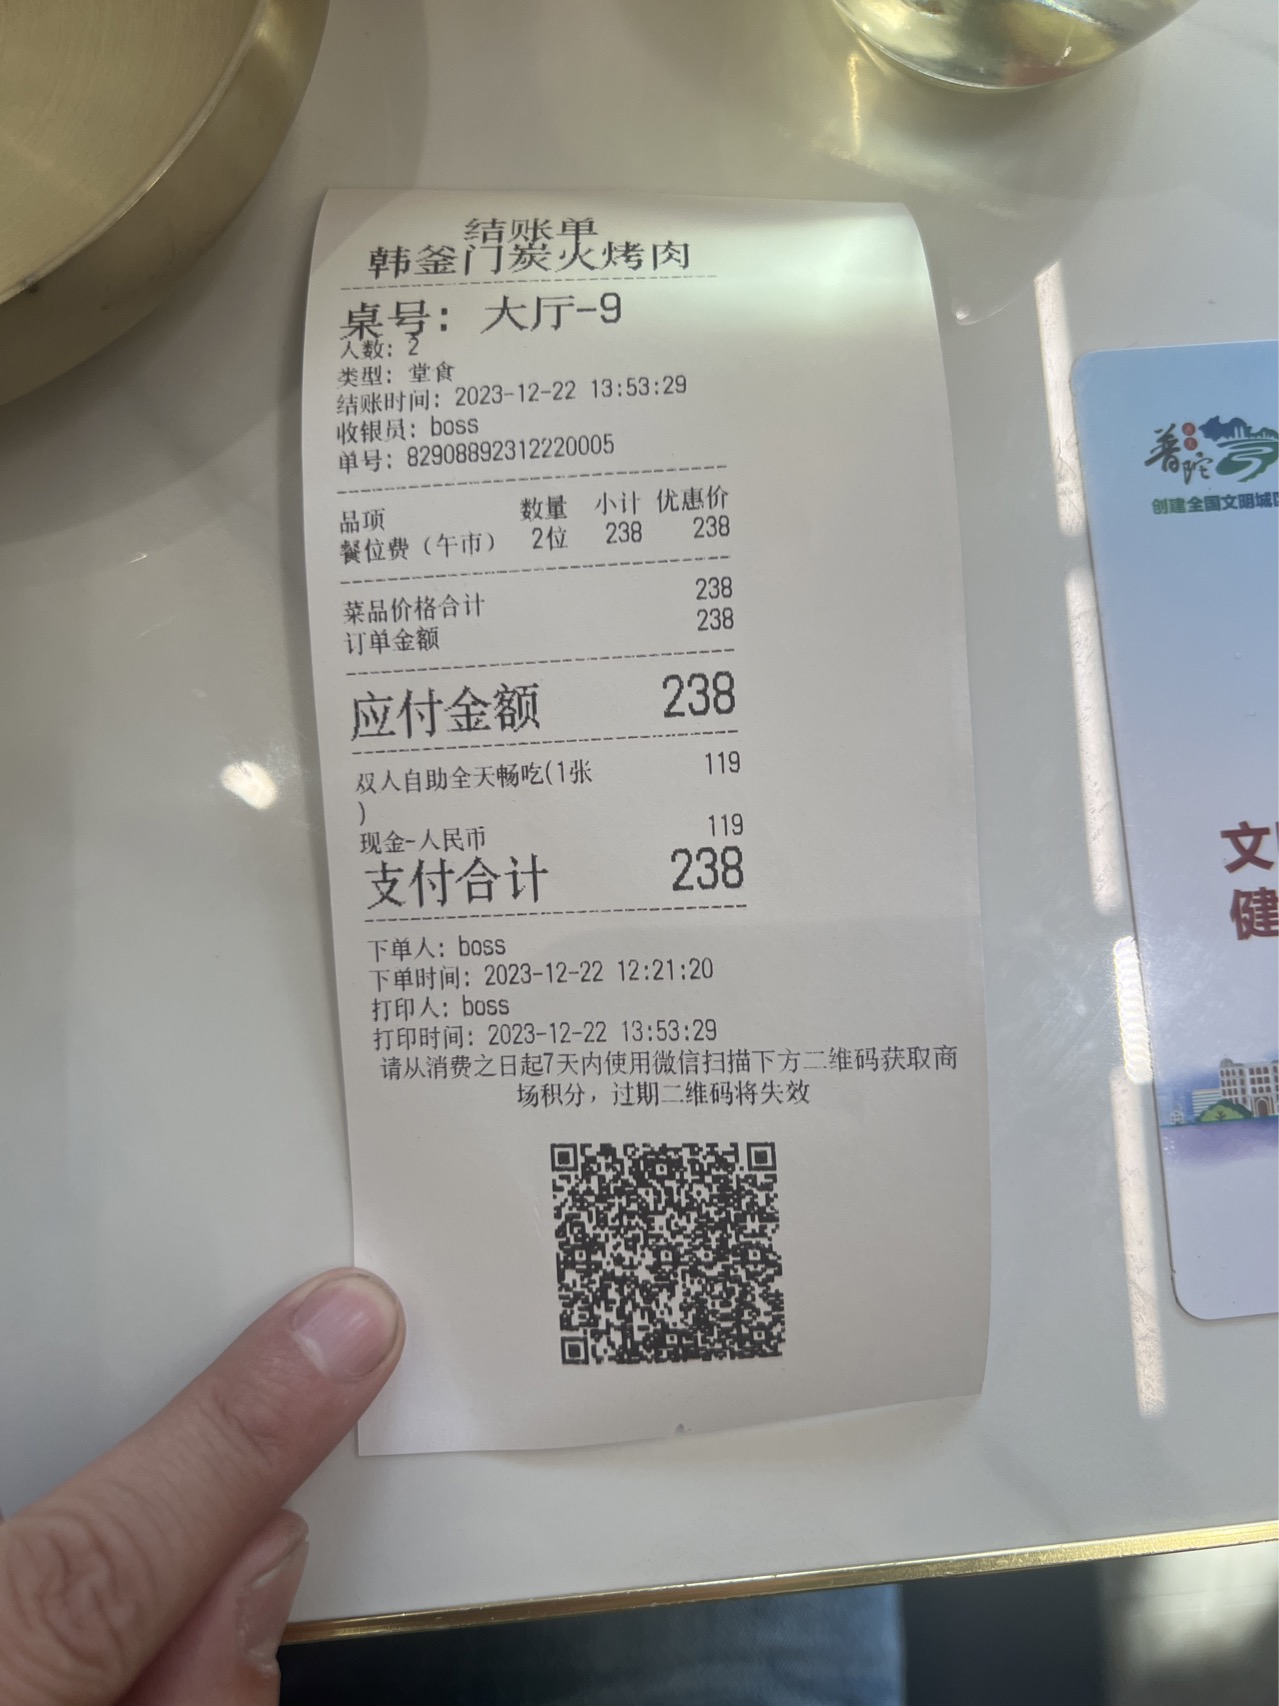 结账单
韩釜门炭火烤肉
桌号: 大厅-9
人数: 2
类型: 堂食
结账时间: 2023-12-22 13:53:29
收银员: boss
单号: 82908892312220005
品项 数量 小计 优惠价
餐位费（午市） 2位 238 238
菜品价格合计 238
订单金额 238
应付金额 238
双人自助全天畅吃(1张 119
)
现金-人民币 119
支付合计 238
下单人: boss
下单时间: 2023-12-22 12:21:20
打印人: boss
打印时间: 2023-12-22 13:53:29
请从消费之日起7天内使用微信扫描下方二维码获取商
场积分，过期二维码将失效
普陀
创建全国文明城区
文
健